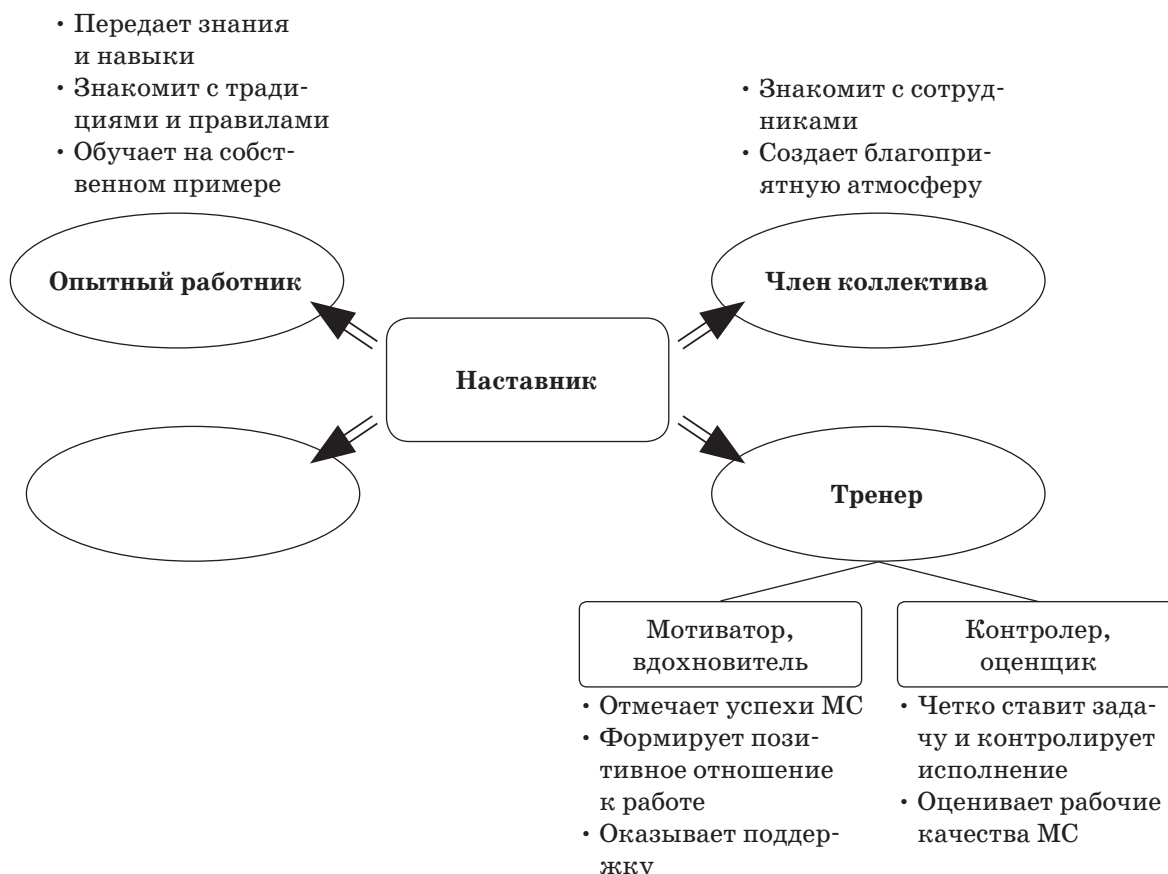 • Передает знания
и навыки
• Знакомит с тради-
циями и правилами
• Обучает на собст-
венном примере
• Знакомит с сотруд-
никами
• Создает благопри-
ятную атмосферу
Опытный работник
Член коллектива
Наставник
Тренер
Мотиватор,
вдохновитель
• Отмечает успехи МС
• Формирует пози-
тивное отношение
к работе
• Оказывает поддер-
жку
Контролер,
оценщик
• Четко ставит зада-
чу и контролирует
исполнение
• Оценивает рабочие
качества МС